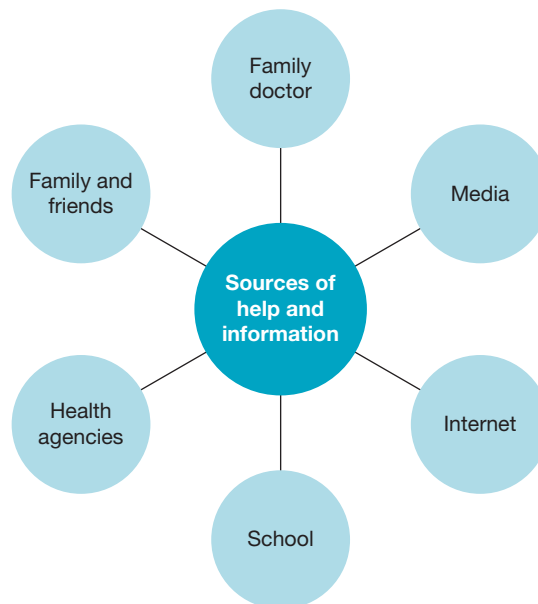 Family
doctor
Family and
friends
Media
Sources of
help and
information
Health
agencies
Internet
School